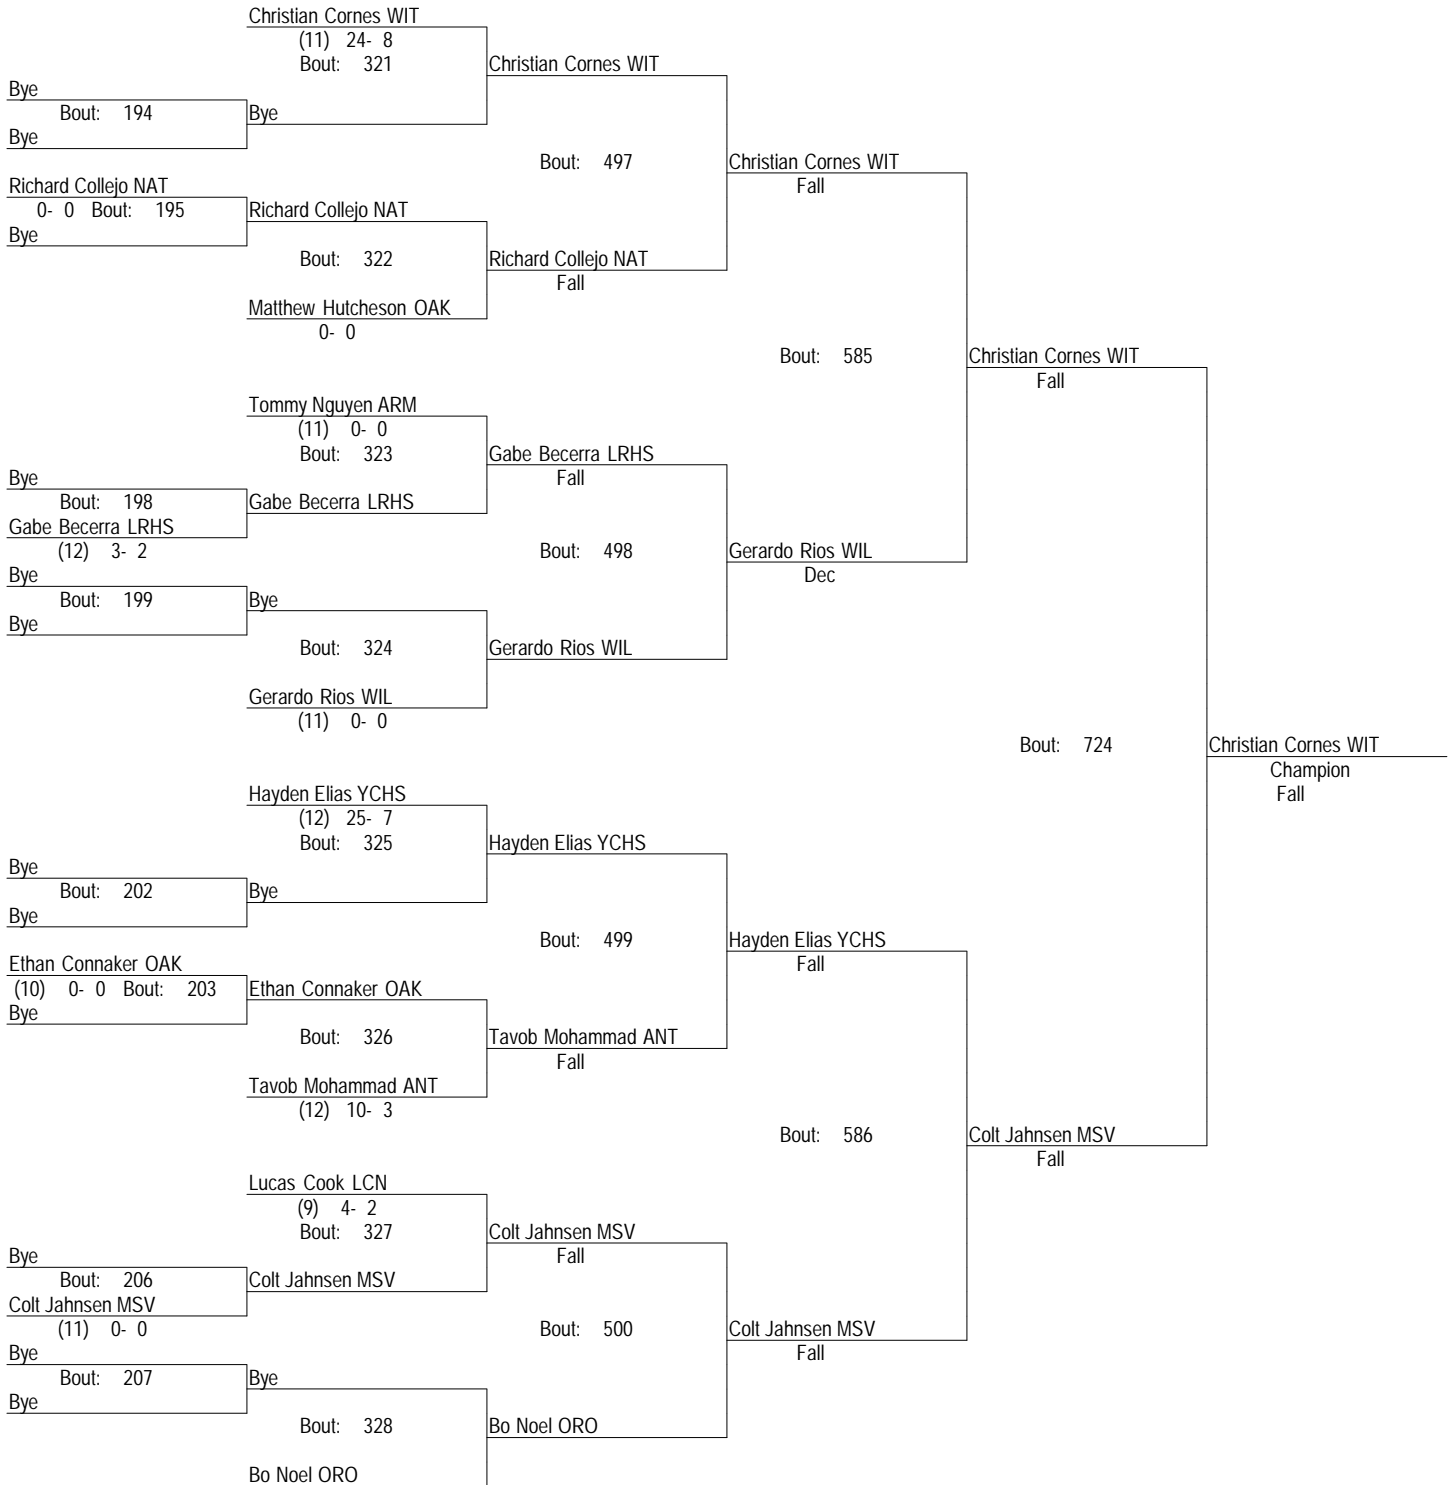 Christian Cornes WIT
(11) 24- 8
Bout: 321
Christian Cornes WIT
Bye
Bout: 194
Bye
Bye
Bout: 497
Christian Cornes WIT
Fall
Richard Collejo NAT
0- 0 Bout: 195
Richard Collejo NAT
Bye
Bout: 322
Richard Collejo NAT
Fall
Matthew Hutcheson OAK
0- 0
Bout: 585
Christian Cornes WIT
Fall
Tommy Nguyen ARM
(11) 0- 0
Bout: 323
Gabe Becerra LRHS
Fall
Bye
Bout: 198
Gabe Becerra LRHS
Gabe Becerra LRHS
(12) 3- 2
Bout: 498
Gerardo Rios WIL
Dec
Bye
Bout: 199
Bye
Bye
Bout: 324
Gerardo Rios WIL
Gerardo Rios WIL
(11) 0- 0
Bout: 724
Christian Cornes WIT
Champion
Fall
Hayden Elias YCHS
(12) 25- 7
Bout: 325
Hayden Elias YCHS
Bye
Bout: 202
Bye
Bye
Bout: 499
Hayden Elias YCHS
Fall
Ethan Connaker OAK
(10) 0- 0 Bout: 203
Ethan Connaker OAK
Bye
Bout: 326
Tavob Mohammad ANT
Fall
Tavob Mohammad ANT
(12) 10- 3
Bout: 586
Colt Jahnsen MSV
Fall
Lucas Cook LCN
(9) 4- 2
Bout: 327
Colt Jahnsen MSV
Fall
Bye
Bout: 206
Colt Jahnsen MSV
Colt Jahnsen MSV
(11) 0- 0
Bout: 500
Colt Jahnsen MSV
Fall
Bye
Bout: 207
Bye
Bye
Bout: 328
Bo Noel ORO
Bo Noel ORO